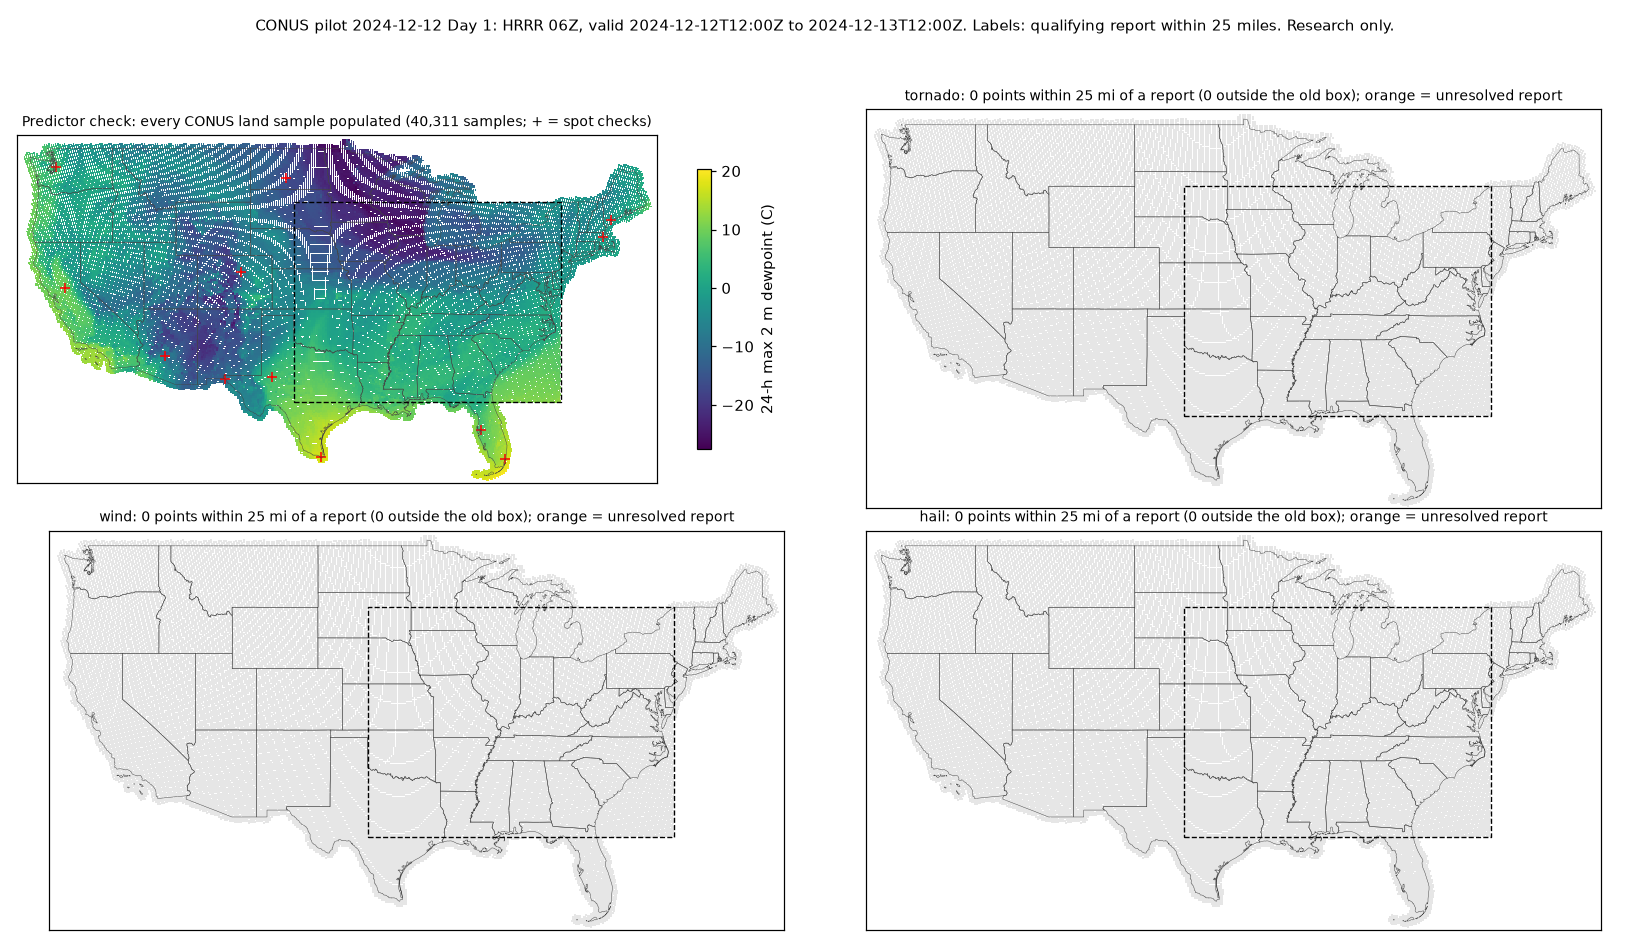 CONUS pilot 2024-12-12 Day 1: HRRR 06Z, valid 2024-12-12T12:00Z to 2024-12-13T12:00Z. Labels: qualifying report within 25 miles. Research only.
Predictor check: every CONUS land sample populated (40,311 samples; + = spot checks)
20
10
0
−10
−20
24-h max 2 m dewpoint (C)
tornado: 0 points within 25 mi of a report (0 outside the old box); orange = unresolved report
wind: 0 points within 25 mi of a report (0 outside the old box); orange = unresolved report
hail: 0 points within 25 mi of a report (0 outside the old box); orange = unresolved report